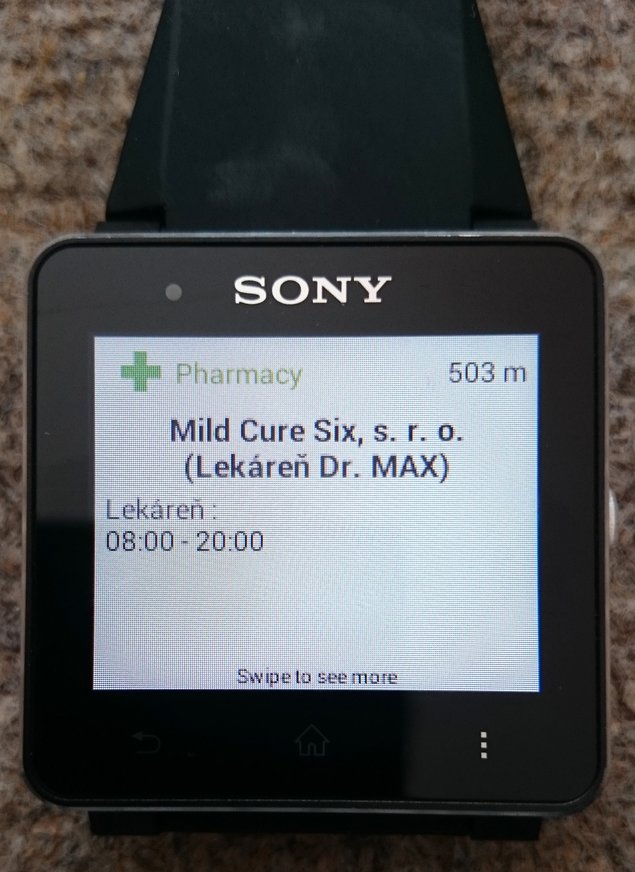 SONY
Pharmacy 503 m
Mild Cure Six, s. r. o.
(Lekáreň Dr. MAX)
Lekáreň :
08:00 - 20:00
Swipe to see more